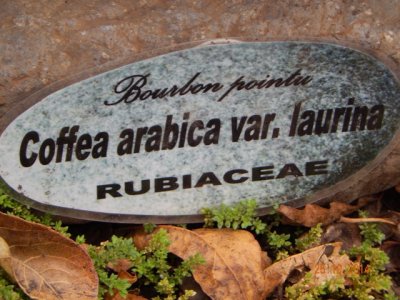 Bourbon pointu
Coffea arabica var. laurina
RUBIACEAE